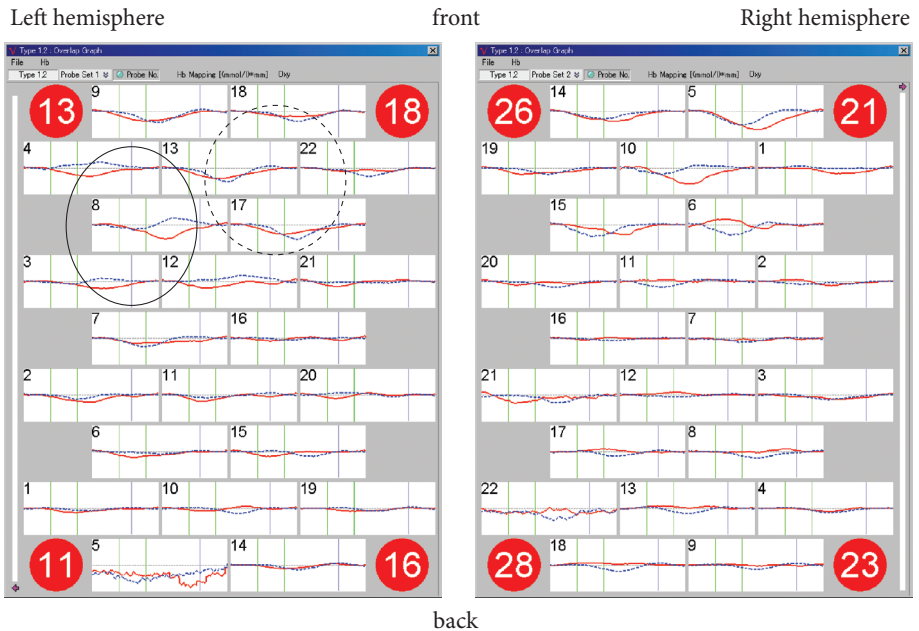 Left hemisphere front Right hemisphere
Type 1,2 : Overlap Graph
File Hb
Type 1,2 Probe Set 1 Probe No. Hb Mapping [(mmol/l)*mm] Oxy
9 18
13 18
4 13 22
8 17
3 12 21
7 16
2 11 20
6 15
1 10 19
5 14
11 16
Type 1,2 : Overlap Graph
File Hb
Type 1,2 Probe Set 2 Probe No. Hb Mapping [(mmol/l)*mm] Oxy
14 5
26 21
19 10 1
15 6
20 11 2
16 7
21 12 3
17 8
22 13 4
18 9
28 23
back